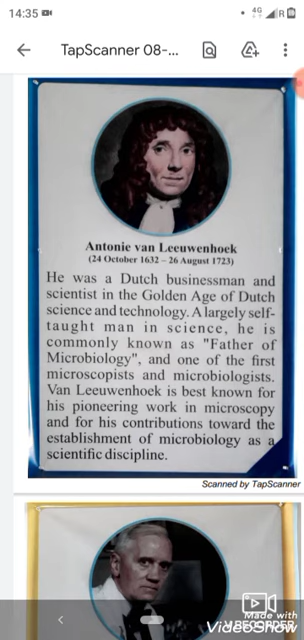 14:35
4G
R
TapScanner 08-...
Antonie van Leeuwenhoek
(24 October 1632 – 26 August 1723)
He was a Dutch businessman and
scientist in the Golden Age of Dutch
science and technology. A largely self-
taught man in science, he is
commonly known as "Father of
Microbiology", and one of the first
microscopists and microbiologists.
Van Leeuwenhoek is best known for
his pioneering work in microscopy
and for his contributions toward the
establishment of microbiology as a
scientific discipline.
Scanned by TapScanner
Made with
VideoShow